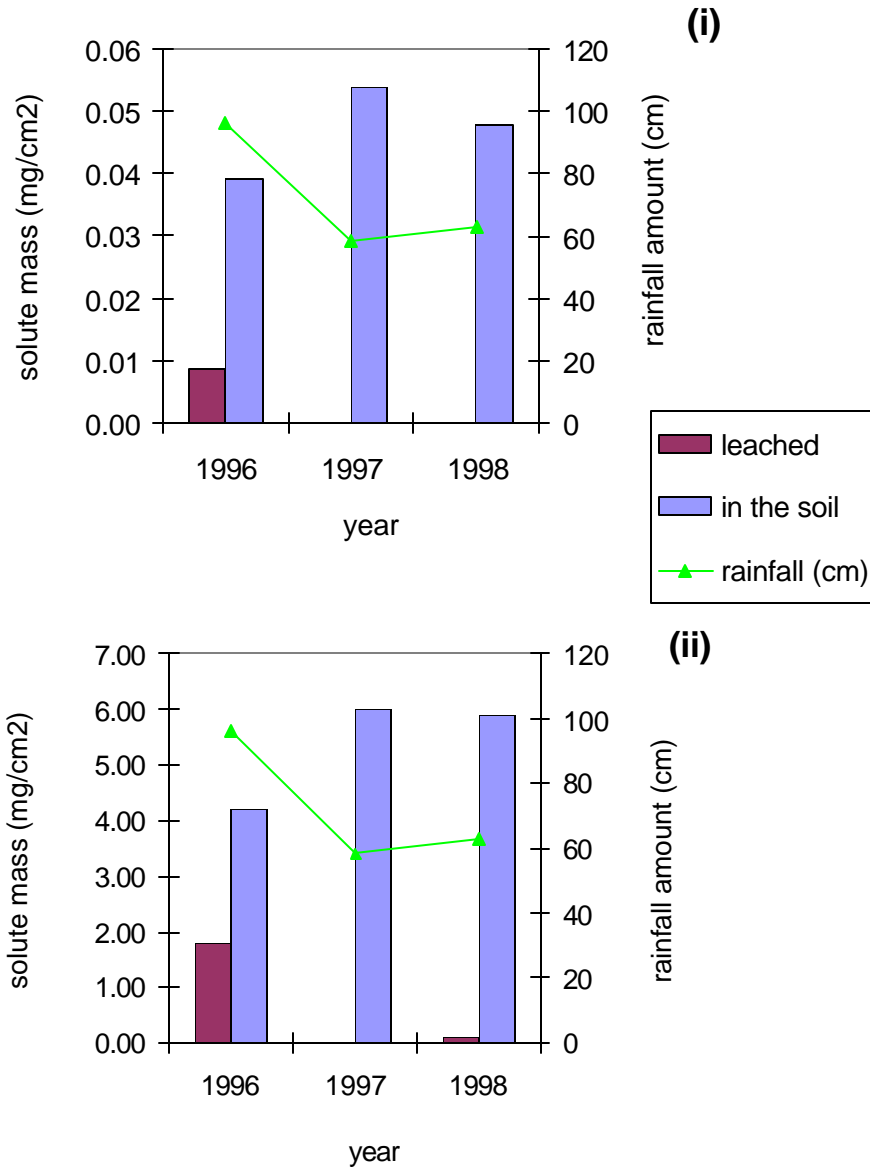 (i)
solute mass (mg/cm2)
0.06
0.05
0.04
0.03
0.02
0.01
0.00
120
100
80
60
40
20
0
rainfall amount (cm)
1996 1997 1998
year
leached
in the soil
rainfall (cm)
(ii)
solute mass (mg/cm2)
7.00
6.00
5.00
4.00
3.00
2.00
1.00
0.00
120
100
80
60
40
20
0
rainfall amount (cm)
1996 1997 1998
year